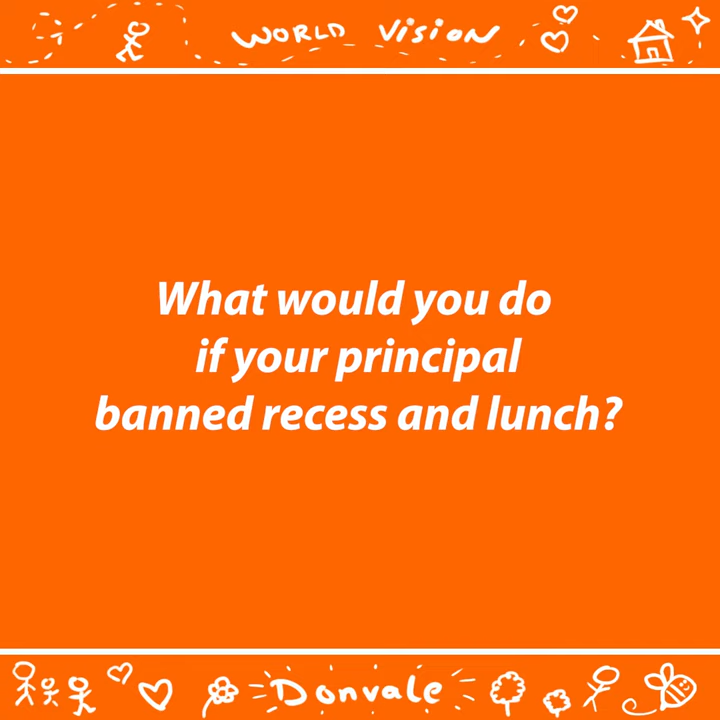 WORLD VISION
What would you do
if your principal
banned recess and lunch?
Donvale